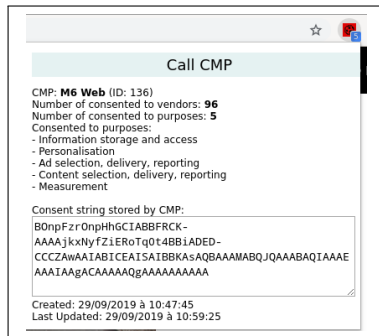 5
Call CMP
CMP: M6 Web (ID: 136)
Number of consented to vendors: 96
Number of consented to purposes: 5
Consented to purposes:
- Information storage and access
- Personalisation
- Ad selection, delivery, reporting
- Content selection, delivery, reporting
- Measurement
Consent string stored by CMP:
BOnpFzrOnpHhGCIABBFRCK-
AAAAjkxNyfZiERoTqOt4BBiADED-
CCCZAwAAIABICEAISAIBBKAsAQBAAAMABQJQAAABAQIAAAE
AAAIAAgACAAAAAQgAAAAAAAAAA
Created: 29/09/2019 à 10:47:45
Last Updated: 29/09/2019 à 10:59:25